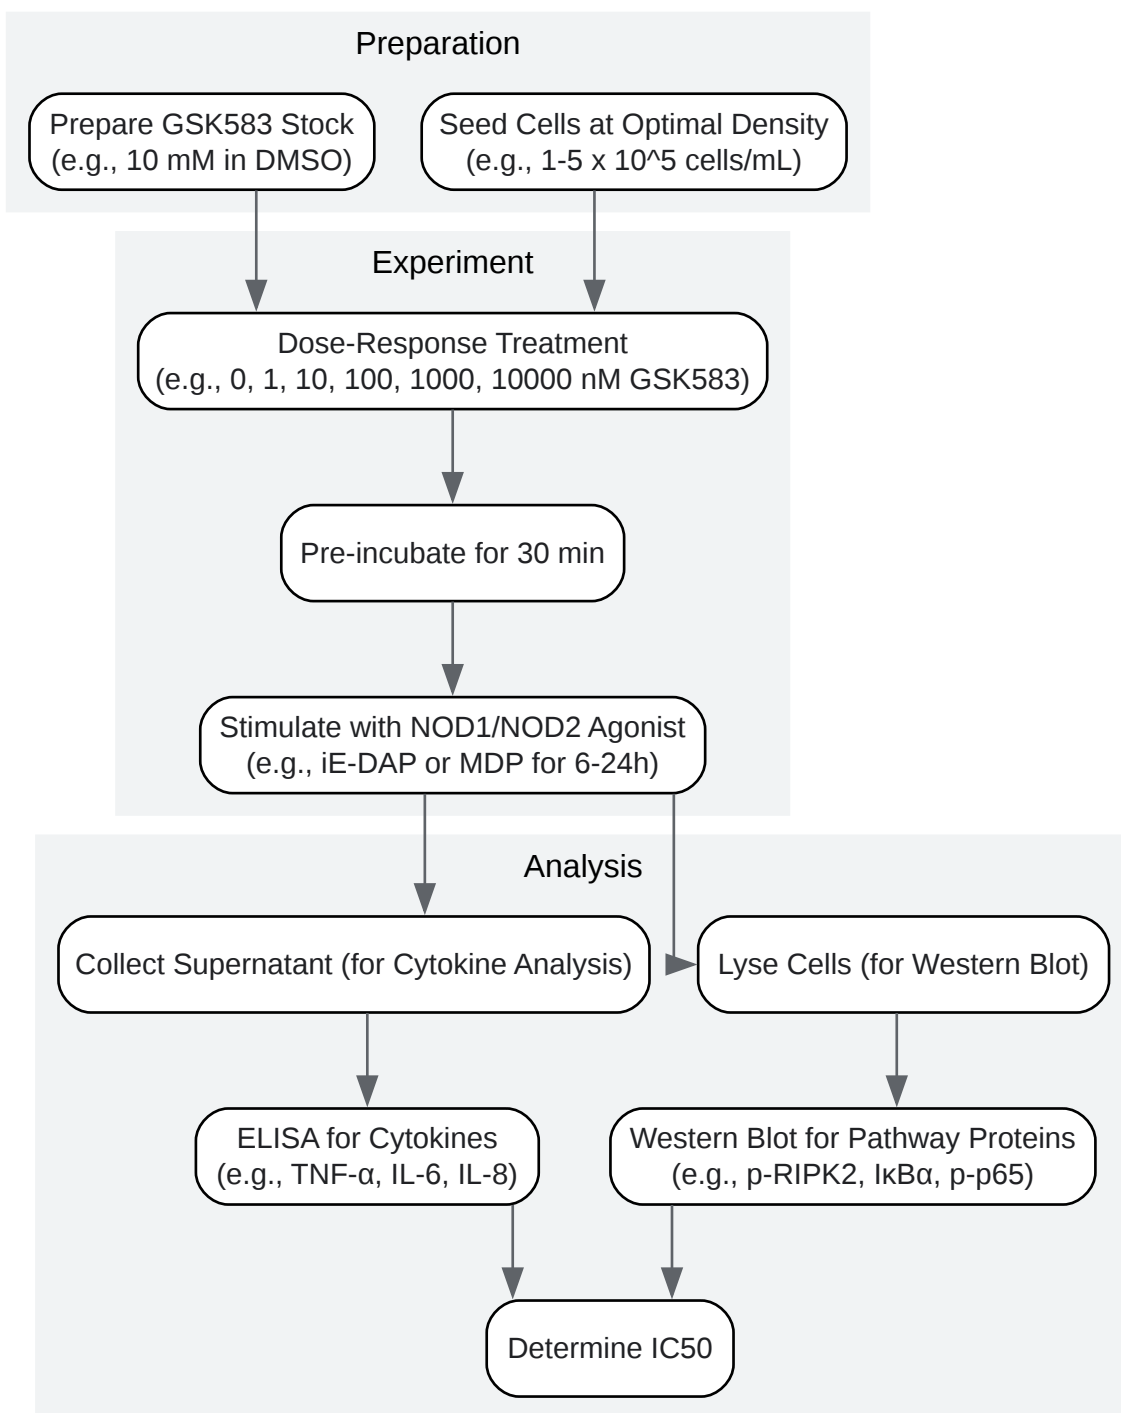 Preparation
Prepare GSK583 Stock
(e.g., 10 mM in DMSO)
Seed Cells at Optimal Density
(e.g., 1-5 x 10^5 cells/mL)
Experiment
Dose-Response Treatment
(e.g., 0, 1, 10, 100, 1000, 10000 nM GSK583)
Pre-incubate for 30 min
Stimulate with NOD1/NOD2 Agonist
(e.g., iE-DAP or MDP for 6-24h)
Analysis
Collect Supernatant (for Cytokine Analysis)
Lyse Cells (for Western Blot)
ELISA for Cytokines
(e.g., TNF-α, IL-6, IL-8)
Western Blot for Pathway Proteins
(e.g., p-RIPK2, IκBα, p-p65)
Determine IC50